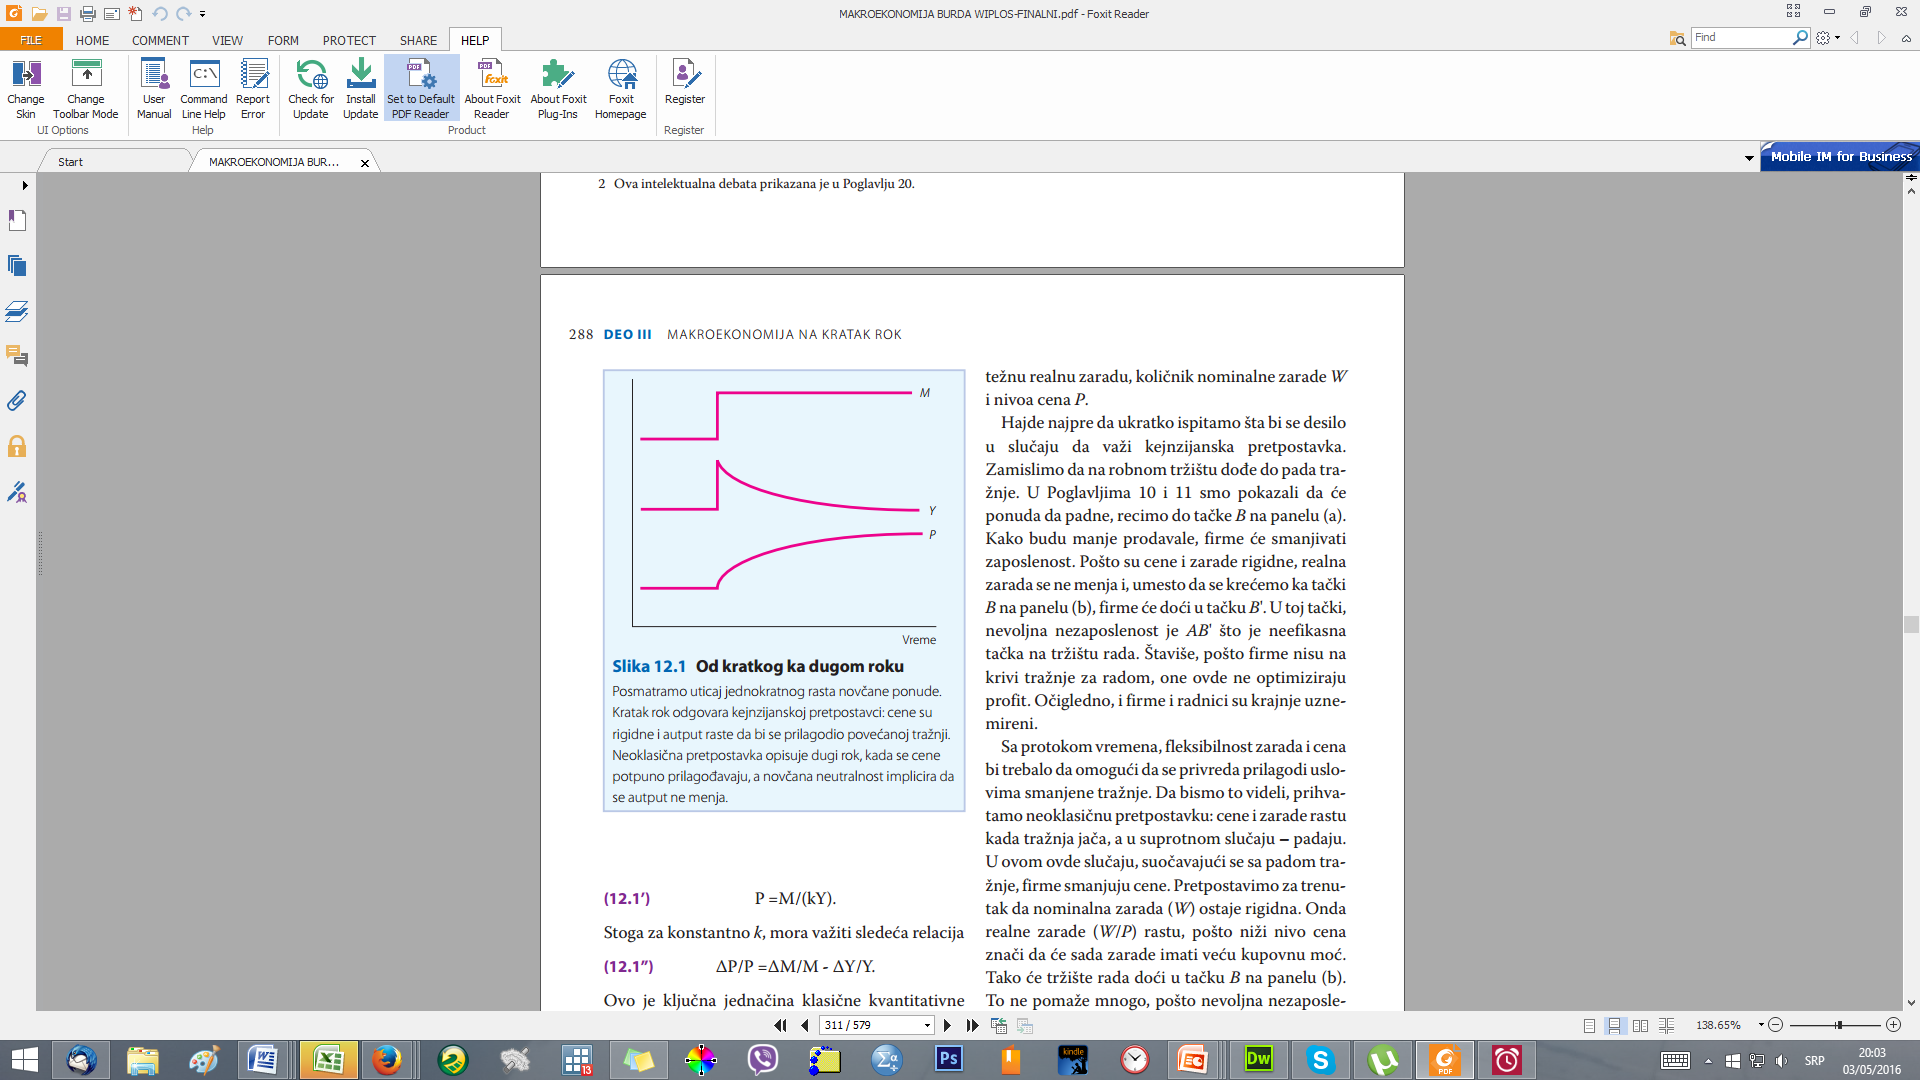 MAKROEKONOMIJA BURDA WIPLOS-FINALNI.pdf - Foxit Reader
FILE HOME COMMENT VIEW FORM PROTECT SHARE HELP
Find
Change Skin
Change Toolbar Mode
UI Options
User Manual
Command Line Help
Report Error
Help
Check for Update
Install Update
Set to Default PDF Reader
About Foxit Reader
About Foxit Plug-Ins
Foxit Homepage
Product
Register
Register
Start
MAKROEKONOMIJA BUR...
Mobile IM for Business
2 Ova intelektualna debata prikazana je u Poglavlju 20.
288 DEO III MAKROEKONOMIJA NA KRATAK ROK
M
Y
P
Vreme
Slika 12.1 Od kratkog ka dugom roku
Posmatramo uticaj jednokratnog rasta novčane ponude.
Kratak rok odgovara kejnzijanskoj pretpostavci: cene su
rigidne i autput raste da bi se prilagodio povećanoj tražnji.
Neoklasična pretpostavka opisuje dugi rok, kada se cene
potpuno prilagođavaju, a novčana neutralnost implicira da
se autput ne menja.
(12.1′) P =M/(kY).
Stoga za konstantno k, mora važiti sledeća relacija
(12.1″) ΔP/P =ΔM/M - ΔY/Y.
Ovo je ključna jednačina klasične kvantitativne
težnu realnu zaradu, količnik nominalne zarade W
i nivoa cena P.
Hajde najpre da ukratko ispitamo šta bi se desilo
u slučaju da važi kejnzijanska pretpostavka.
Zamislimo da na robnom tržištu dođe do pada tra-
žnje. U Poglavljima 10 i 11 smo pokazali da će
ponuda da padne, recimo do tačke B na panelu (a).
Kako budu manje prodavale, firme će smanjivati
zaposlenost. Pošto su cene i zarade rigidne, realna
zarada se ne menja i, umesto da se krećemo ka tački
B na panelu (b), firme će doći u tačku B'. U toj tački,
nevoljna nezaposlenost je AB' što je neefikasna
tačka na tržištu rada. Štaviše, pošto firme nisu na
krivi tražnje za radom, one ovde ne optimiziraju
profit. Očigledno, i firme i radnici su krajnje uzne-
mireni.
Sa protokom vremena, fleksibilnost zarada i cena
bi trebalo da omogući da se privreda prilagodi uslo-
vima smanjene tražnje. Da bismo to videli, prihva-
tamo neoklasičnu pretpostavku: cene i zarade rastu
kada tražnja jača, a u suprotnom slučaju – padaju.
U ovom ovde slučaju, suočavajući se sa padom tra-
žnje, firme smanjuju cene. Pretpostavimo za trenu-
tak da nominalna zarada (W) ostaje rigidna. Onda
realne zarade (W/P) rastu, pošto niži nivo cena
znači da će sada zarade imati veću kupovnu moć.
Tako će tržište rada doći u tačku B na panelu (b).
To ne pomaže mnogo, pošto nevoljna nezaposle-
311 / 579
138.65%
SRP
20:03
03/05/2016